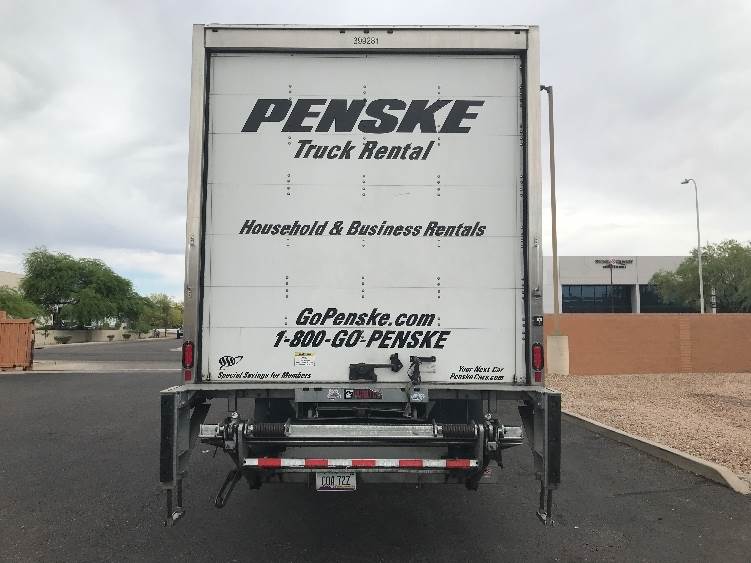 399281
PENSKE
Truck Rental
Household & Business Rentals
GoPenske.com
1-800-GO-PENSKE
Special Savings for Members
Your Next Car
PenskeCars.com